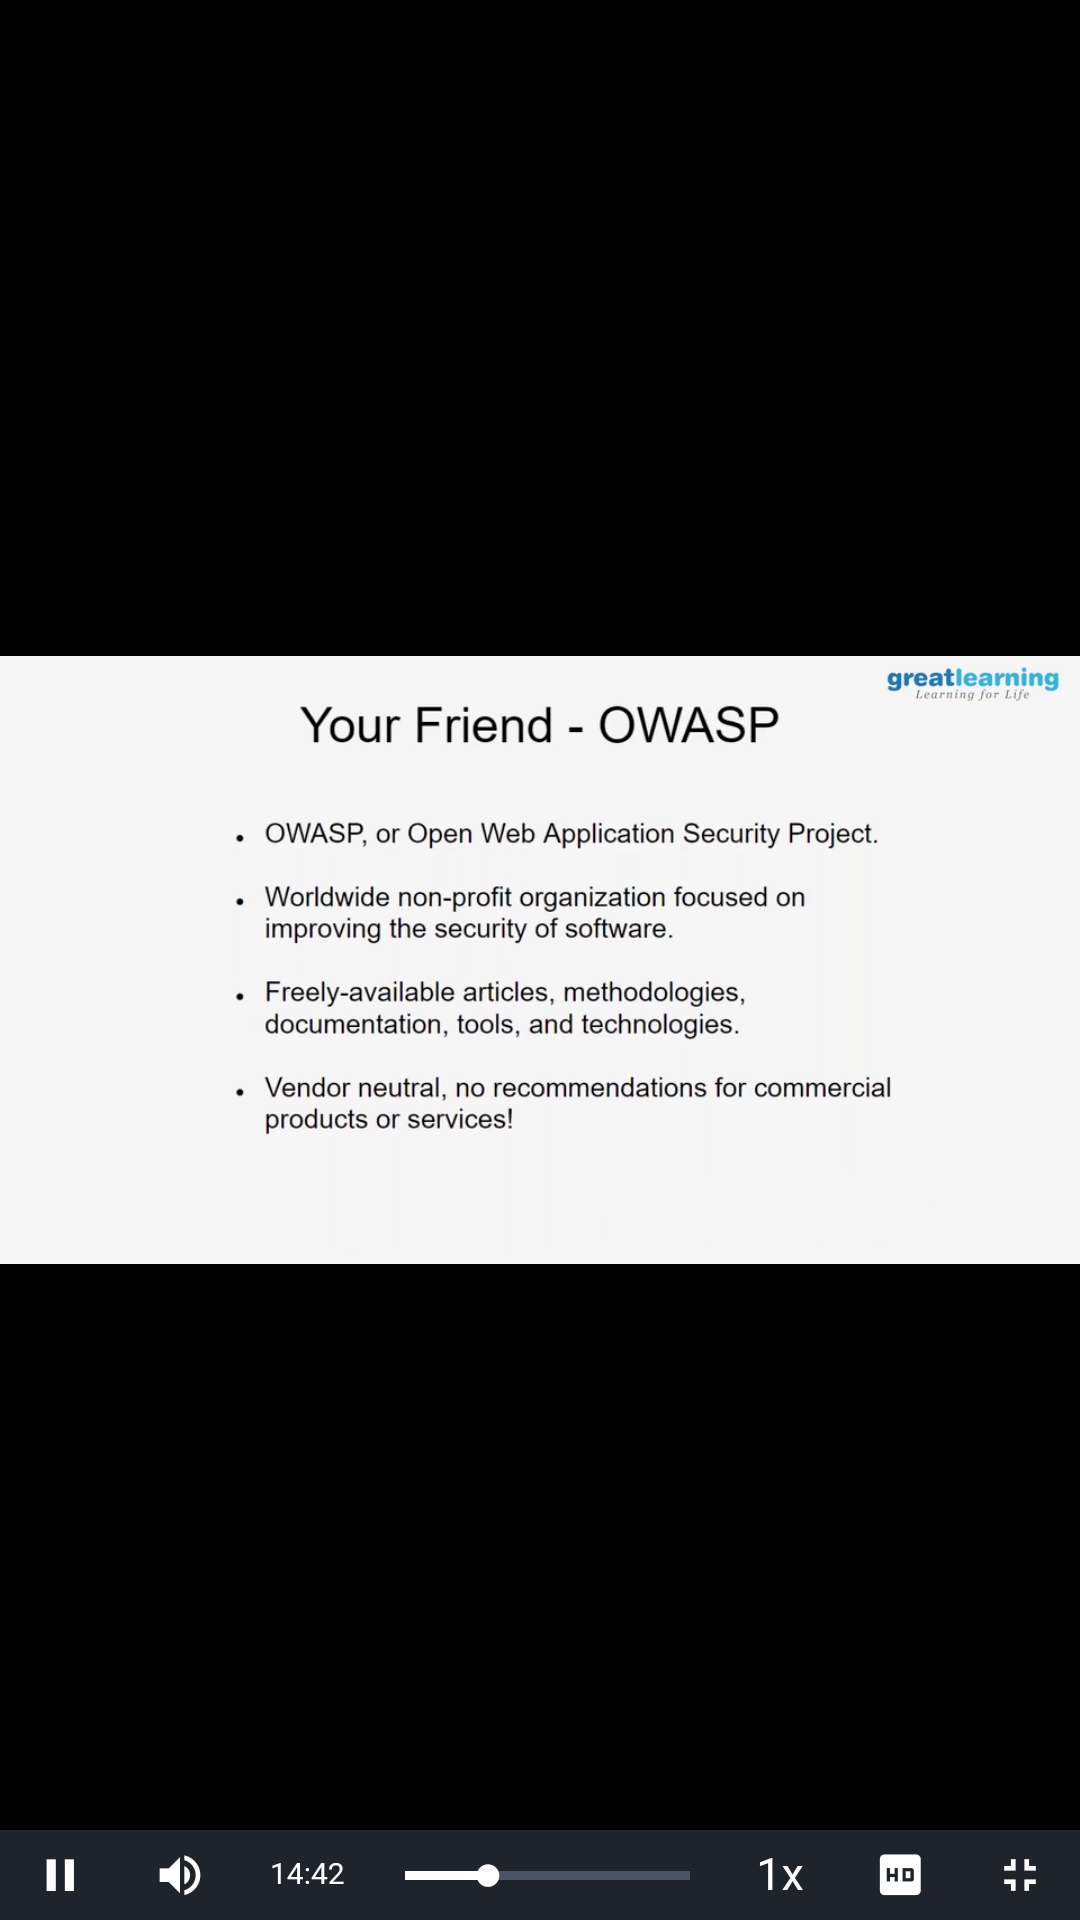 greatlearning
Learning for Life
Your Friend - OWASP
• OWASP, or Open Web Application Security Project.
• Worldwide non-profit organization focused on
improving the security of software.
• Freely-available articles, methodologies,
documentation, tools, and technologies.
• Vendor neutral, no recommendations for commercial
products or services!
14:42
1x
HD